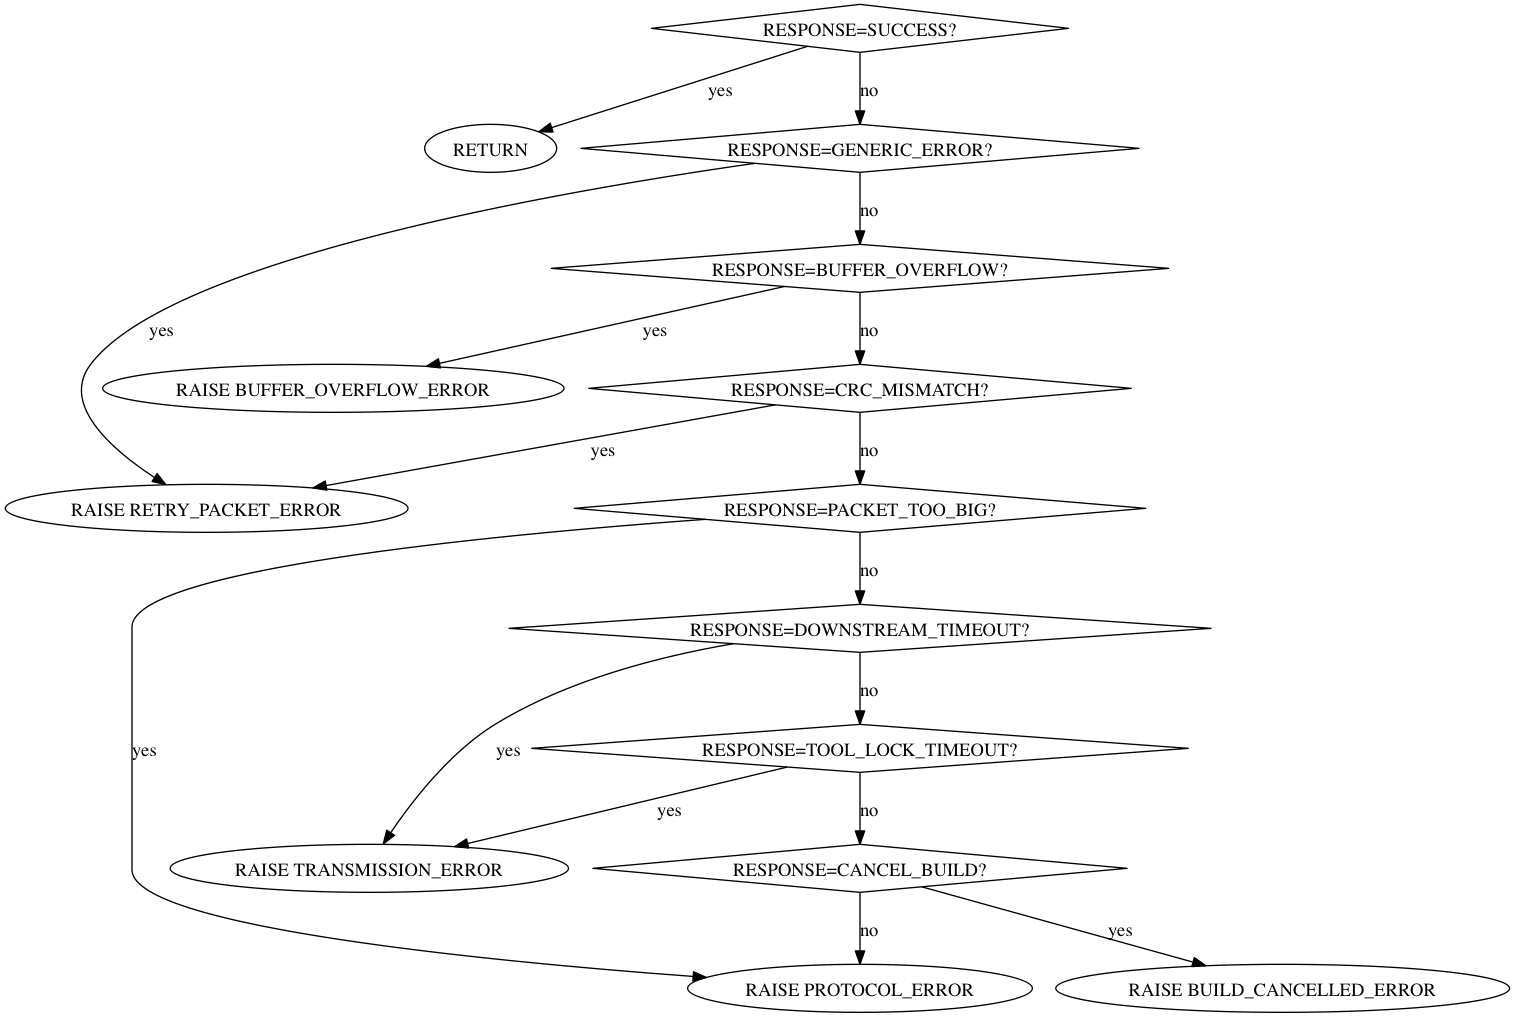 RESPONSE=SUCCESS?
yes
no
RETURN
RESPONSE=GENERIC_ERROR?
no
RESPONSE=BUFFER_OVERFLOW?
yes
yes
no
RAISE BUFFER_OVERFLOW_ERROR
RESPONSE=CRC_MISMATCH?
yes
no
RAISE RETRY_PACKET_ERROR
RESPONSE=PACKET_TOO_BIG?
no
RESPONSE=DOWNSTREAM_TIMEOUT?
no
yes
yes
RESPONSE=TOOL_LOCK_TIMEOUT?
yes
no
RAISE TRANSMISSION_ERROR
RESPONSE=CANCEL_BUILD?
no
yes
RAISE PROTOCOL_ERROR
RAISE BUILD_CANCELLED_ERROR